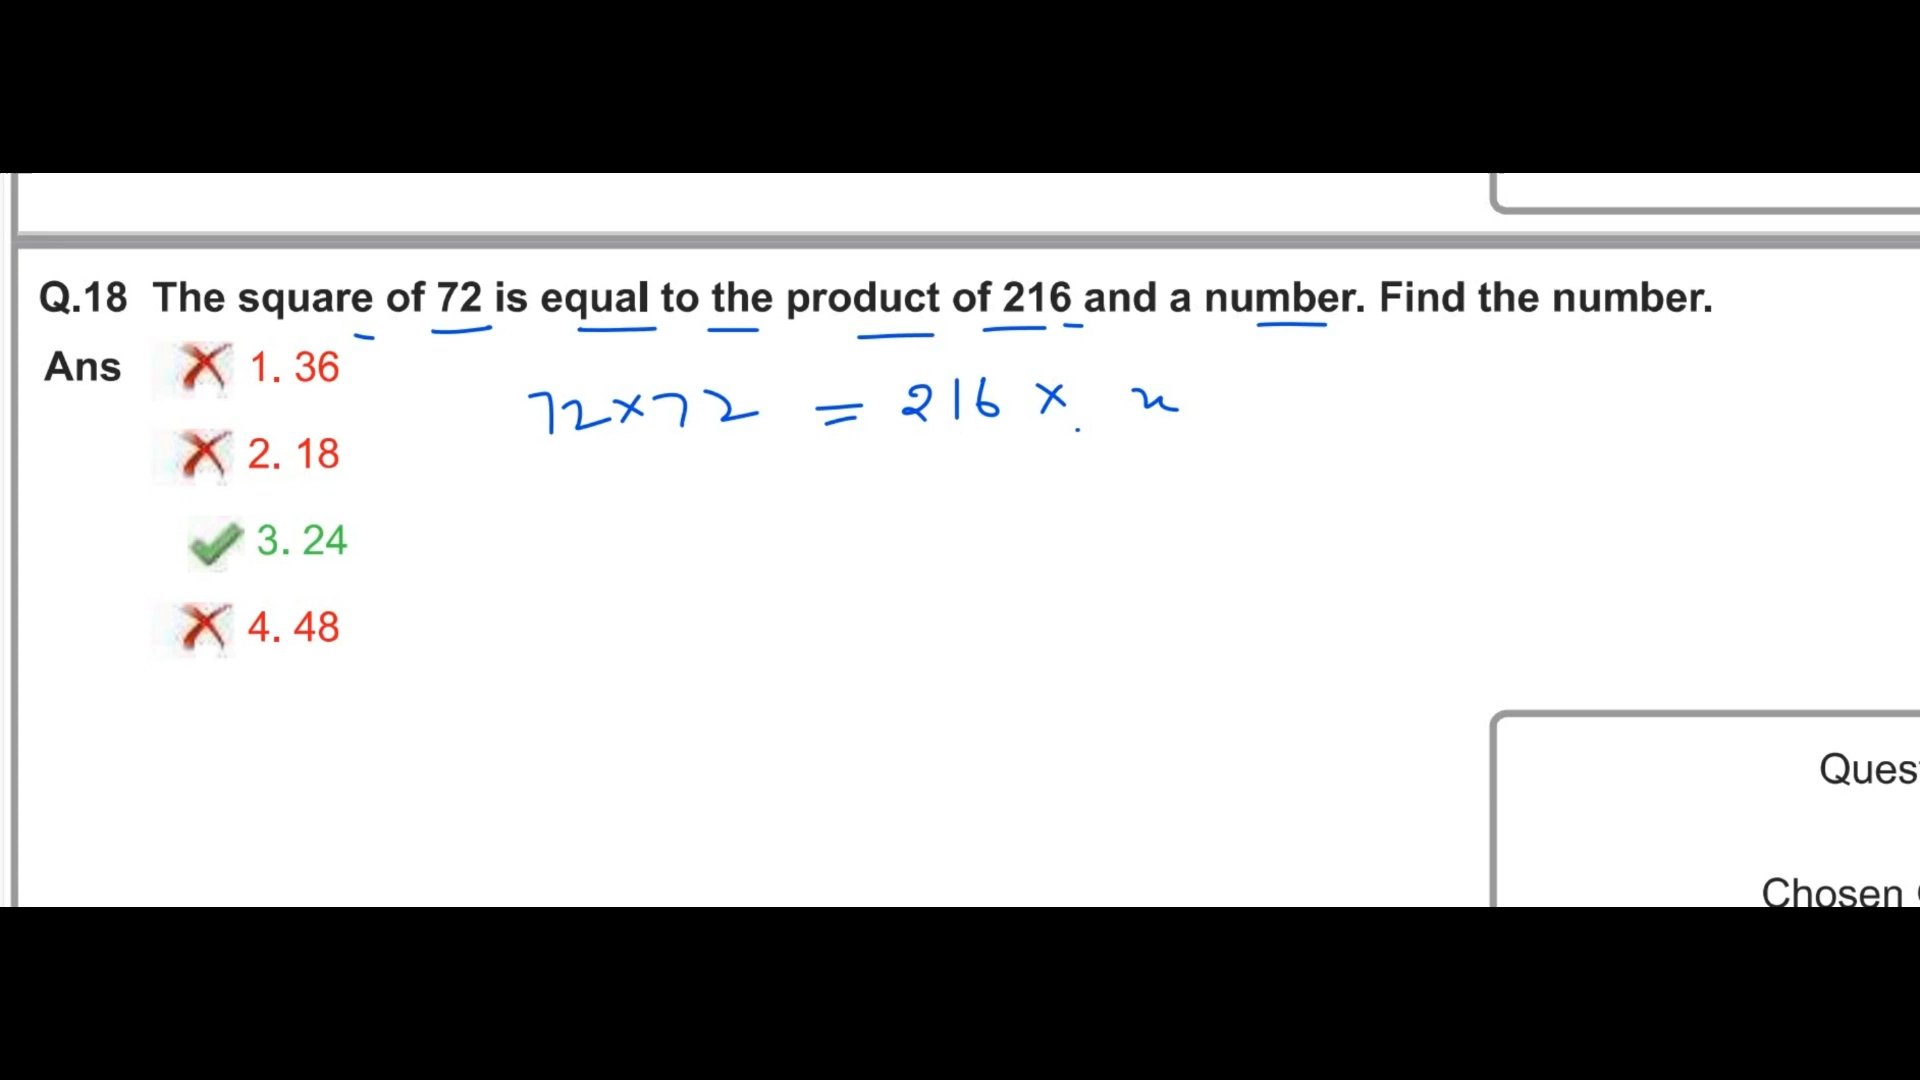 Q.18 The square of 72 is equal to the product of 216 and a number. Find the number.
Ans 1. 36
72×72 = 216 × x
2. 18
3. 24
4. 48
Ques
Chosen